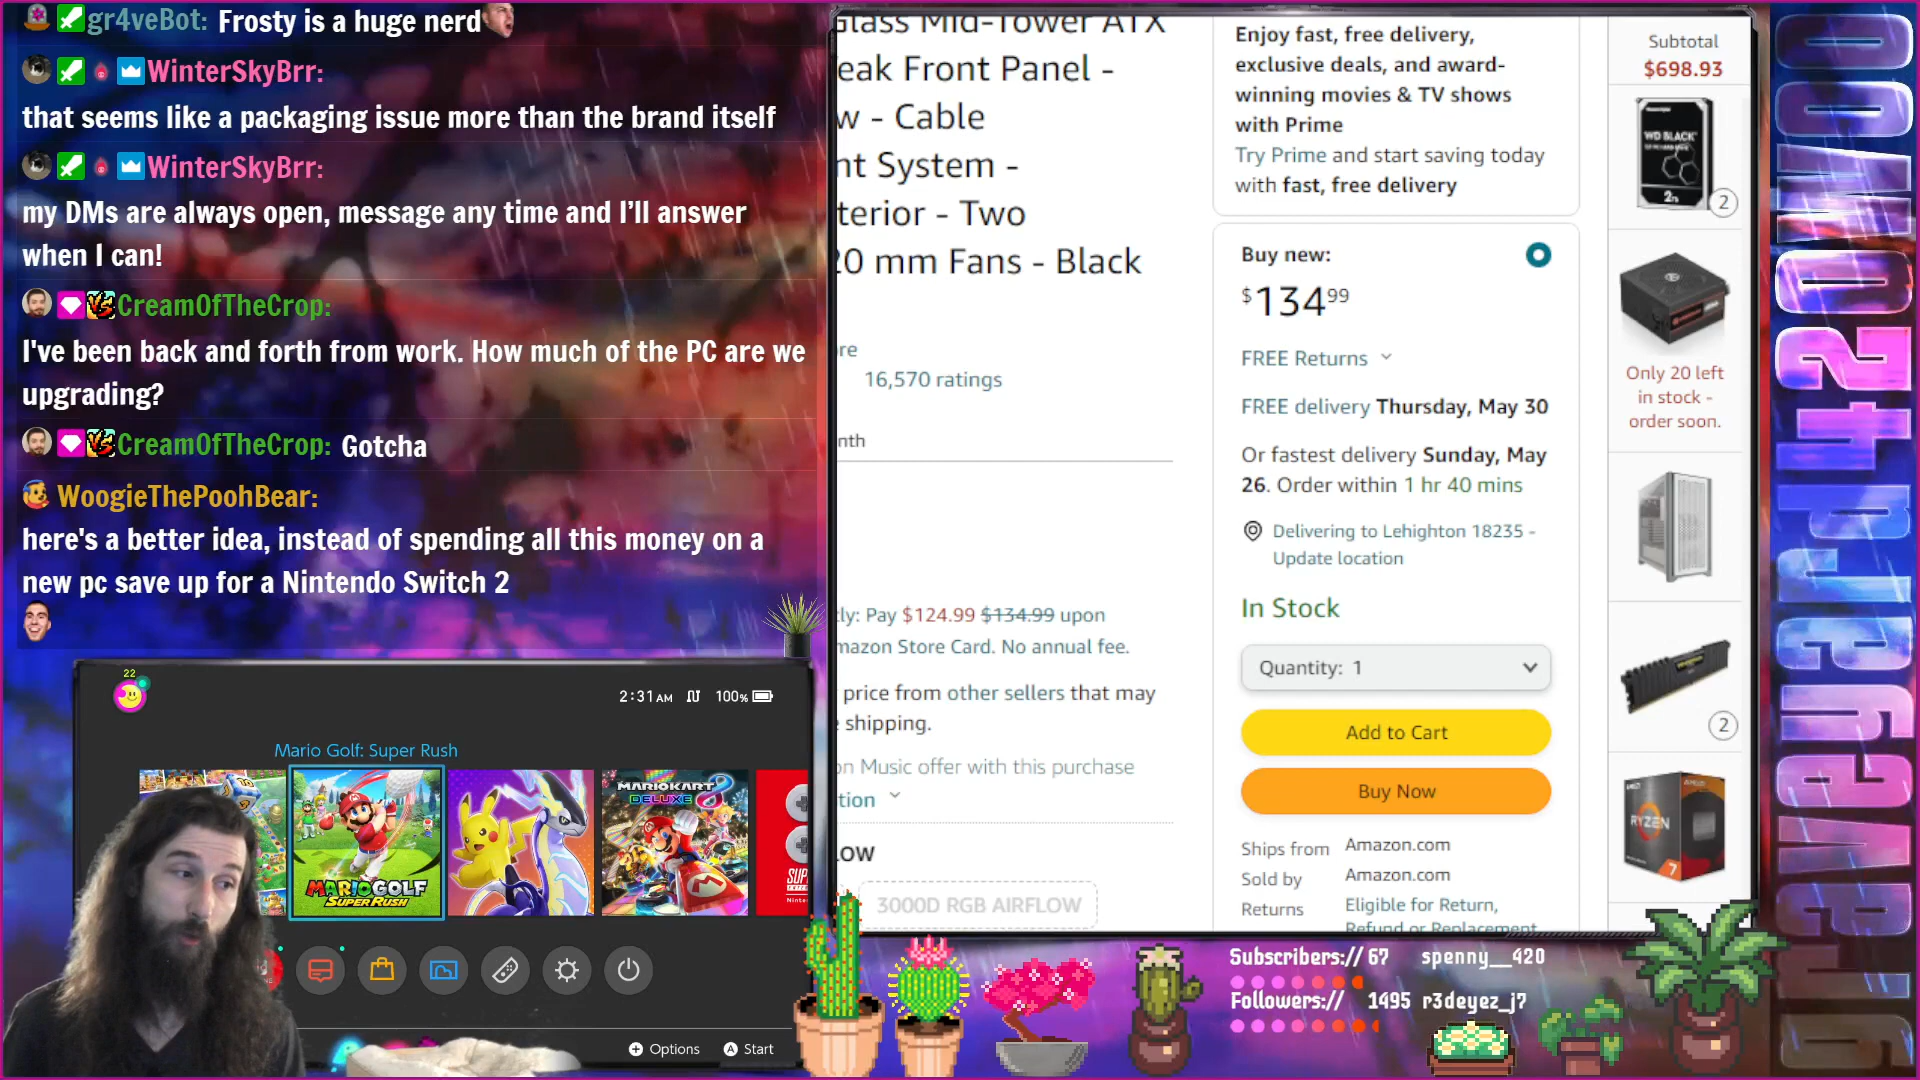 gr4veBot: Frosty is a huge nerd
WinterSkyBrr:
that seems like a packaging issue more than the brand itself
WinterSkyBrr:
my DMs are always open, message any time and I'll answer
when I can!
CreamOfTheCrop:
I've been back and forth from work. How much of the PC are we
upgrading?
CreamOfTheCrop: Gotcha
WoogieThePoohBear:
here's a better idea, instead of spending all this money on a
new pc save up for a Nintendo Switch 2
22
2:31 AM 100%
Mario Golf: Super Rush
MARIO GOLF
SUPER RUSH
MARIOKART 8
DELUXE
Options
Start
Glass Mid-Tower ATX
eak Front Panel -
w - Cable
nt System -
terior - Two
20 mm Fans - Black
re
16,570 ratings
nth
tly: Pay $124.99 $134.99 upon
mazon Store Card. No annual fee.
price from other sellers that may
shipping.
on Music offer with this purchase
tion
LOW
3000D RGB AIRFLOW
Enjoy fast, free delivery,
exclusive deals, and award-
winning movies & TV shows
with Prime
Try Prime and start saving today
with fast, free delivery
Buy new:
$134.99
FREE Returns
FREE delivery Thursday, May 30
Or fastest delivery Sunday, May
26. Order within 1 hr 40 mins
Delivering to Lehighton 18235 -
Update location
In Stock
Quantity: 1
Add to Cart
Buy Now
Ships from Amazon.com
Sold by Amazon.com
Returns Eligible for Return,
Refund or Replacement
Subtotal
$698.93
WD BLACK
2
Only 20 left
in stock -
order soon.
2
RYZEN
7
Subscribers// 67 spenny__420
Followers// 1495 r3deyez_j7